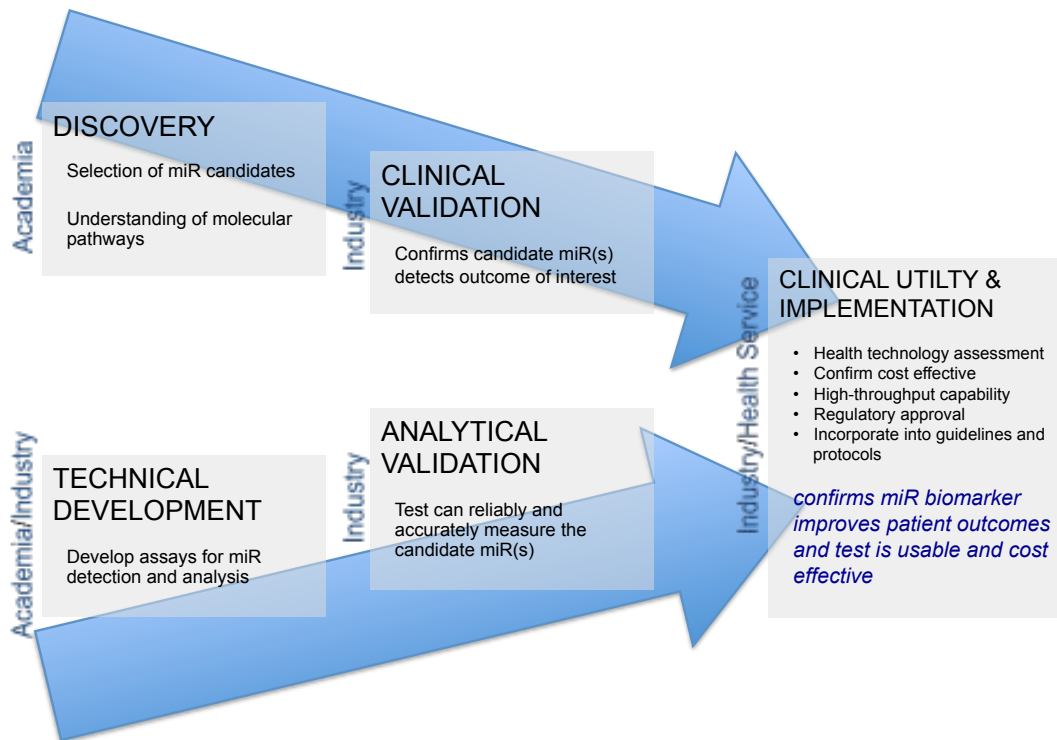 Academia
DISCOVERY
Selection of miR candidates
Understanding of molecular
pathways
Industry
CLINICAL
VALIDATION
Confirms candidate miR(s)
detects outcome of interest
Academia/Industry
TECHNICAL
DEVELOPMENT
Develop assays for miR
detection and analysis
Industry
ANALYTICAL
VALIDATION
Test can reliably and
accurately measure the
candidate miR(s)
Industry/Health Service
CLINICAL UTILTY &
IMPLEMENTATION
• Health technology assessment
• Confirm cost effective
• High-throughput capability
• Regulatory approval
• Incorporate into guidelines and
protocols
confirms miR biomarker
improves patient outcomes
and test is usable and cost
effective